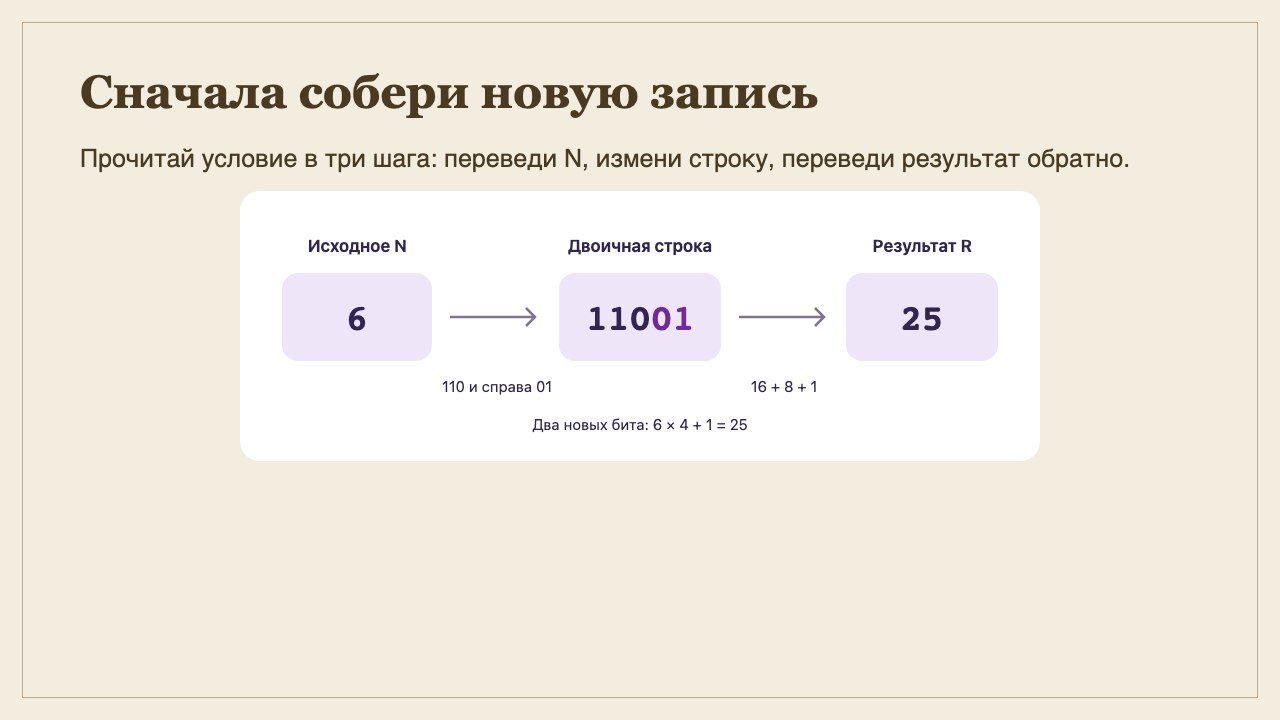 Сначала собери новую запись
Прочитай условие в три шага: переведи N, измени строку, переведи результат обратно.
Исходное N
Двоичная строка
Результат R
6
11001
25
110 и справа 01
16 + 8 + 1
Два новых бита: 6 × 4 + 1 = 25